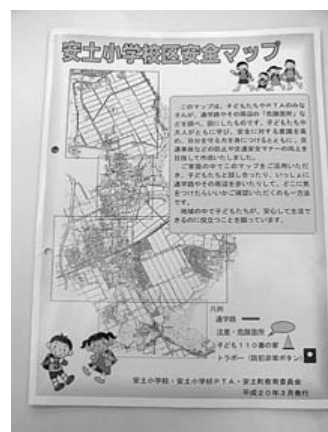 安土小学校区安全マップ
このマップは、子どもたちやPTAのみな
さんが、通学路やその周辺の「危険箇所」な
どを調べ、図にしたものです。子どもたちや
大人がともに学び、安全に対する意識を高
め、自分を守る力を身につけるとともに、交
通事故などの防止や交通安全マナーの向上を
目指して作成いたしました。
ご家庭の中でこのマップをご活用いただ
き、子どもたちと話し合ったり、いっしょに
通学路やその周辺を歩いたりして、どこに気
をつけたらいいかご確認いただくのも一方法
です。
地域の中で子どもたちが、安心して生活で
きるのに役立つことを願っています。
凡例
通学路
注意・危険箇所
子ども110番の家
トラポー（防犯非常ボタン）
安土小学校・安土小学校PTA・安土町教育委員会
平成20年3月発行